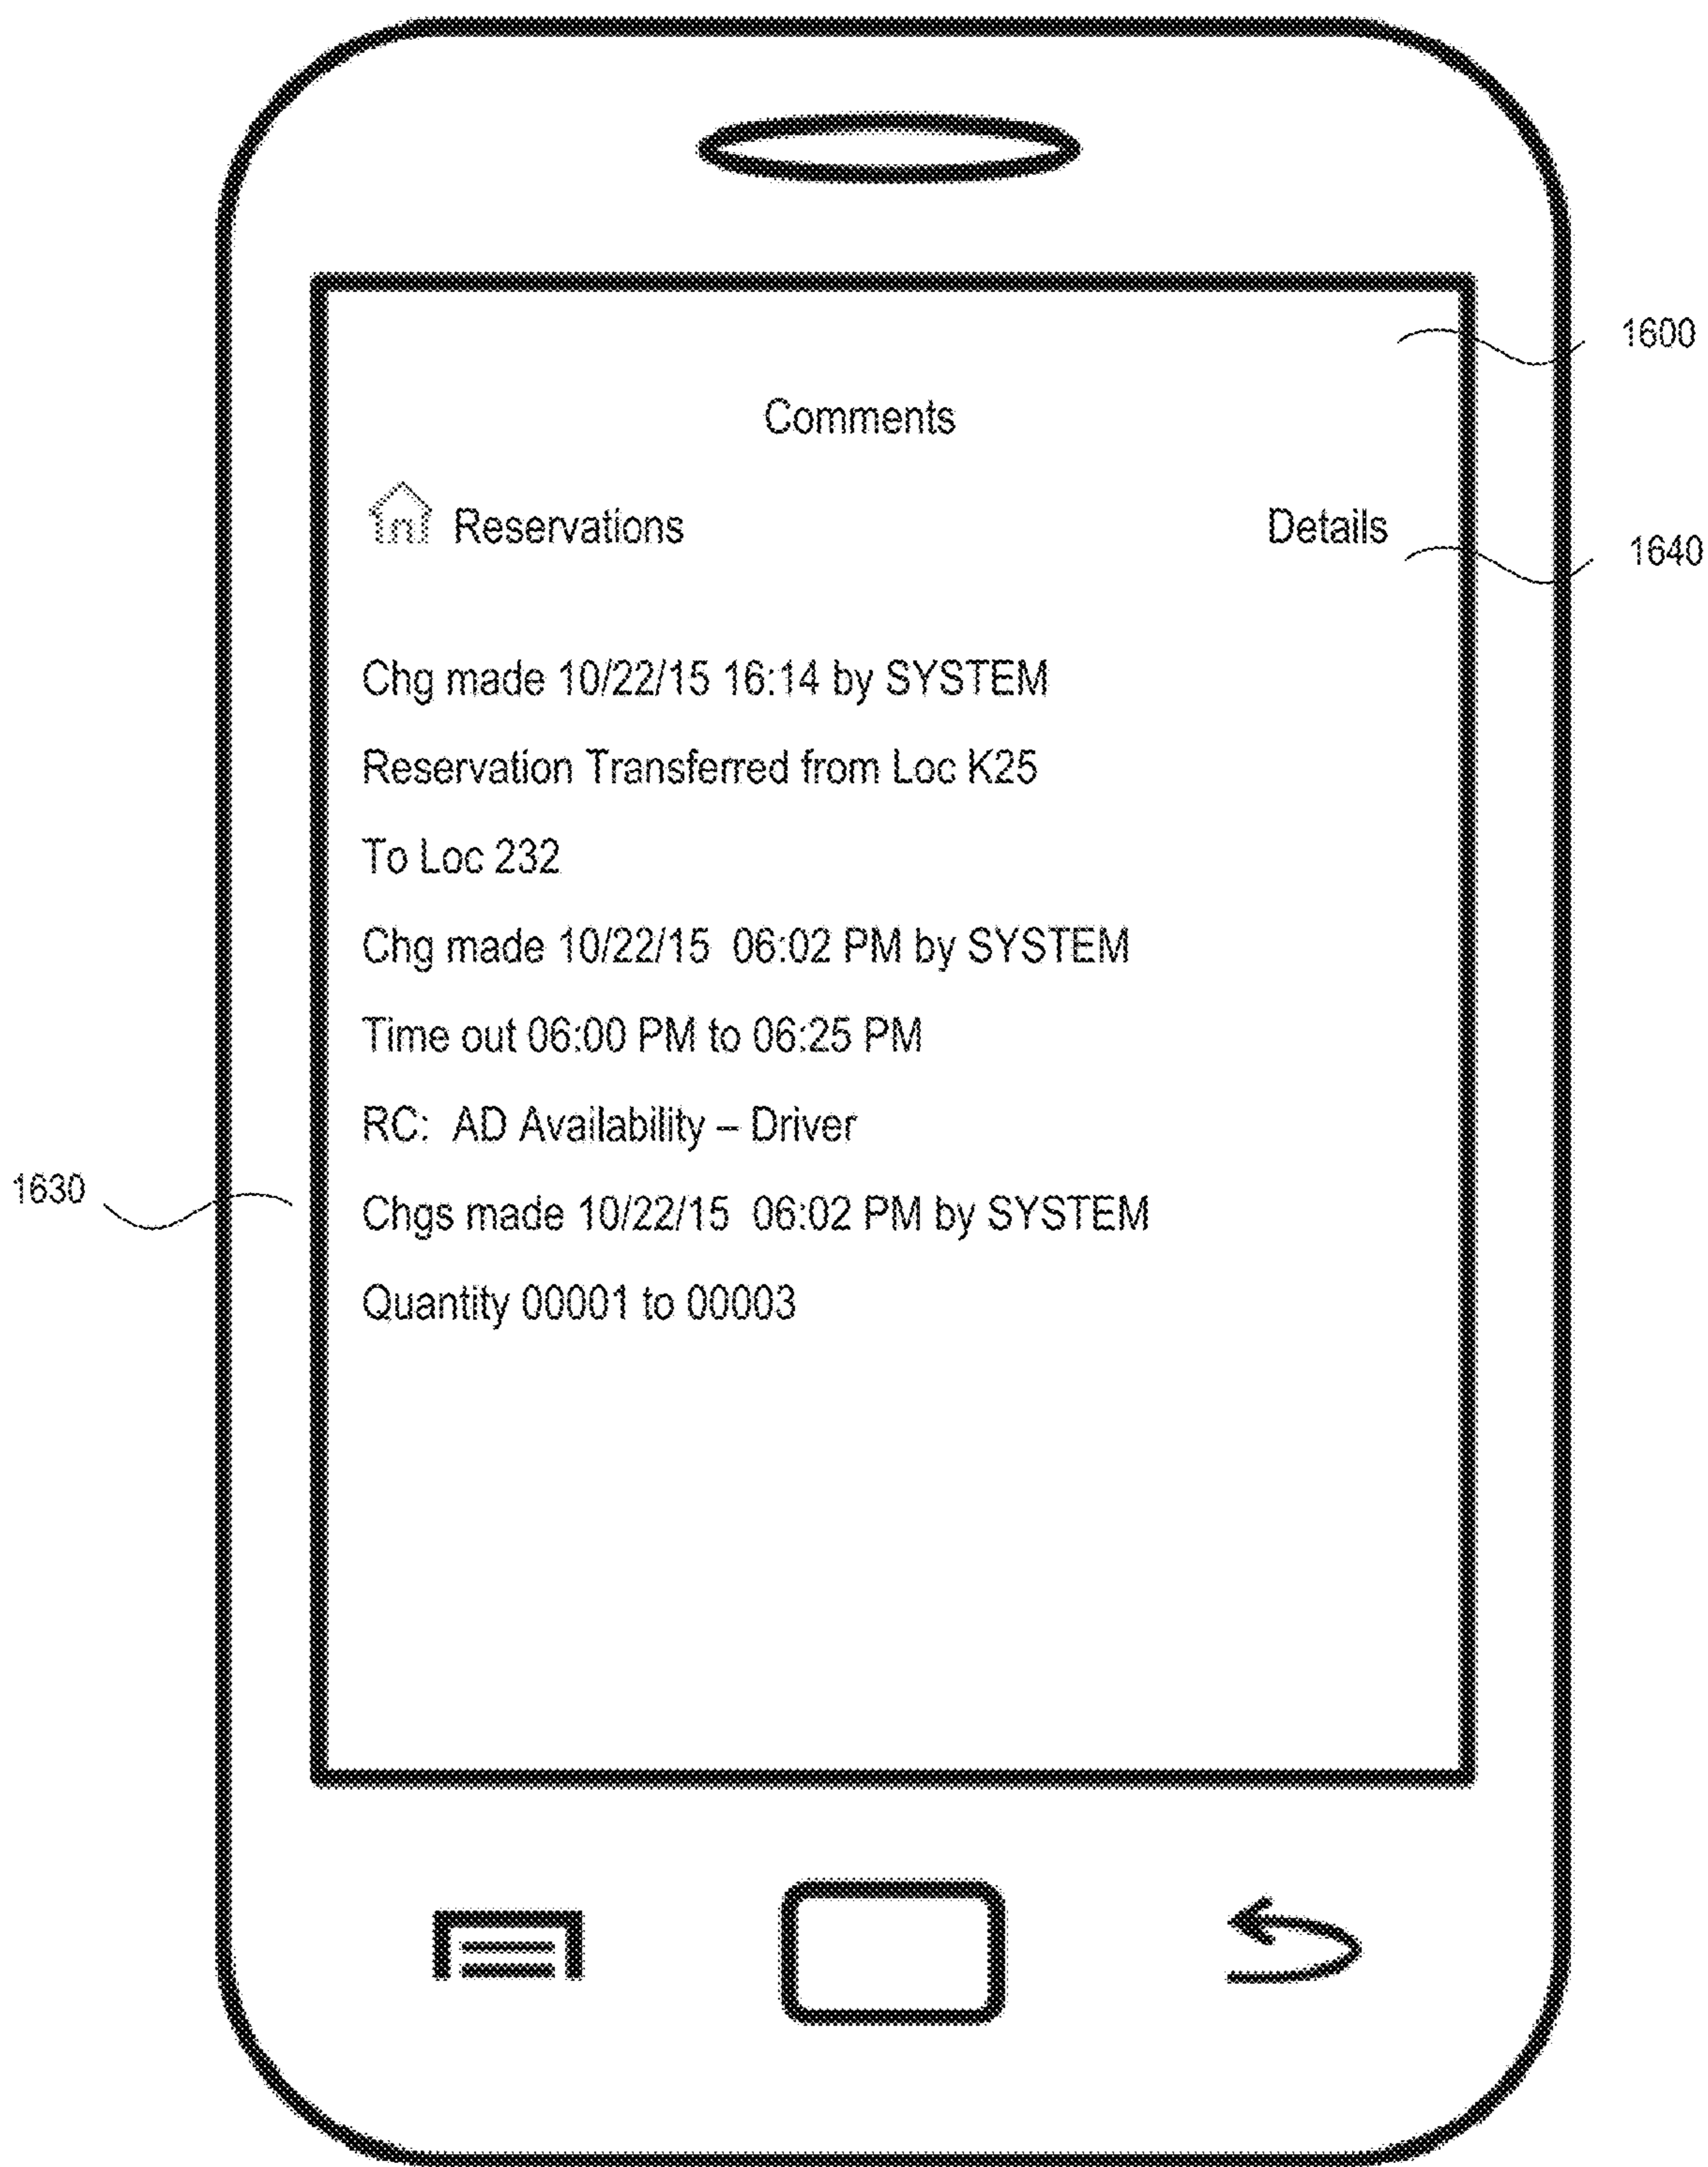 1600
Comments
Reservations Details
1640
Chg made 10/22/15 16:14 by SYSTEM
Reservation Transferred from Loc K25
To Loc 232
Chg made 10/22/15 06:02 PM by SYSTEM
Time out 06:00 PM to 06:25 PM
RC: AD Availability – Driver
1630
Chgs made 10/22/15 06:02 PM by SYSTEM
Quantity 00001 to 00003